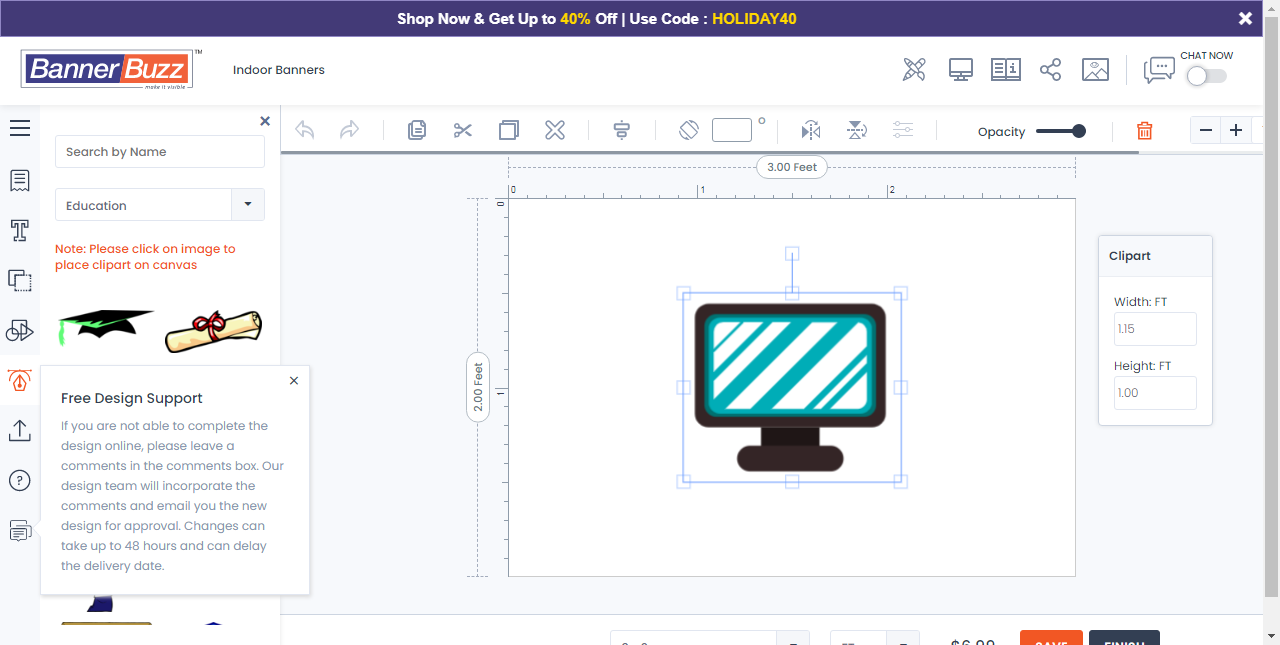 Shop Now & Get Up to 40% Off | Use Code : HOLIDAY40
BannerBuzz™
make it visible
Indoor Banners
CHAT NOW
Search by Name
Education
Note: Please click on image to
place clipart on canvas
Opacity
3.00 Feet
0
1
2
0
1
2.00 Feet
Clipart
Width: FT
1.15
Height: FT
1.00
Free Design Support
If you are not able to complete the
design online, please leave a
comments in the comments box. Our
design team will incorporate the
comments and email you the new
design for approval. Changes can
take up to 48 hours and can delay
the delivery date.
$6.99
SAVE
FINISH